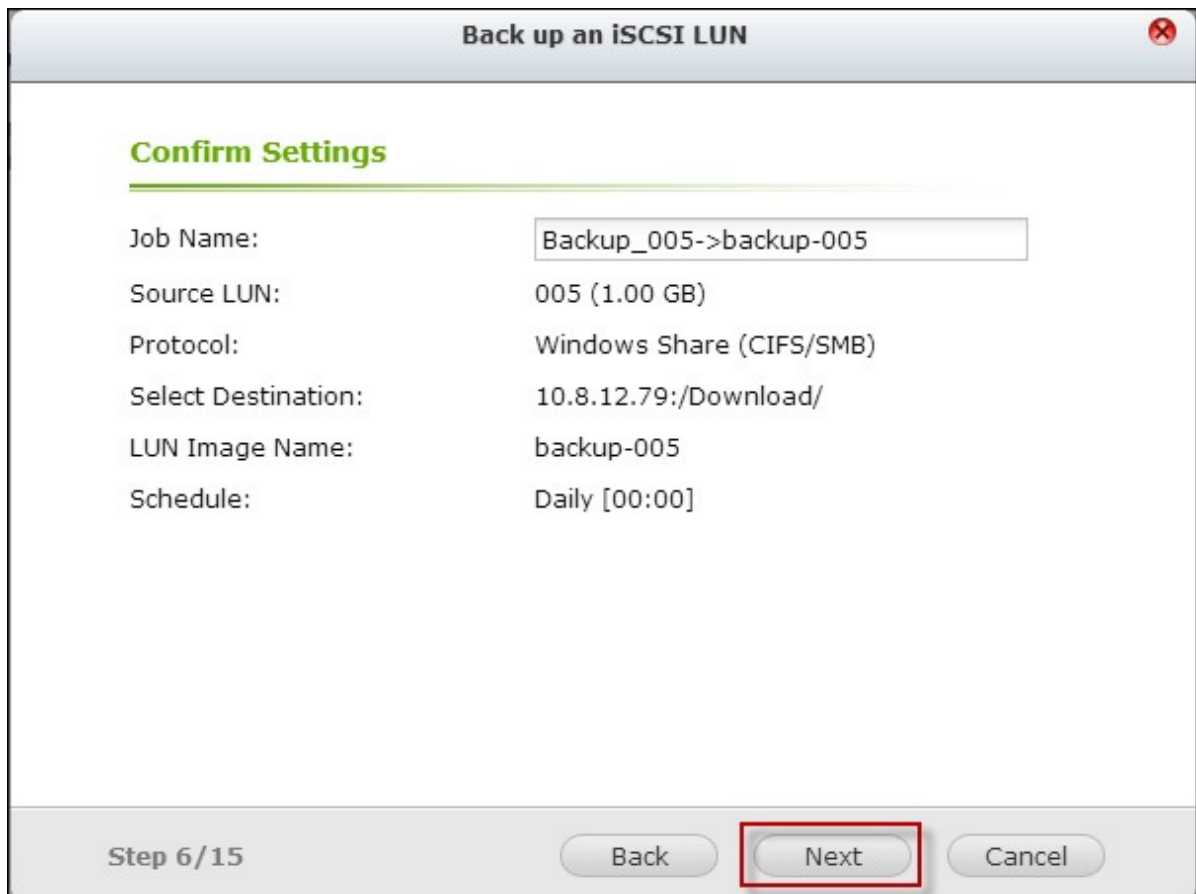 Back up an iSCSI LUN
Confirm Settings
Job Name: Backup_005->backup-005
Source LUN: 005 (1.00 GB)
Protocol: Windows Share (CIFS/SMB)
Select Destination: 10.8.12.79:/Download/
LUN Image Name: backup-005
Schedule: Daily [00:00]
Step 6/15 Back Next Cancel